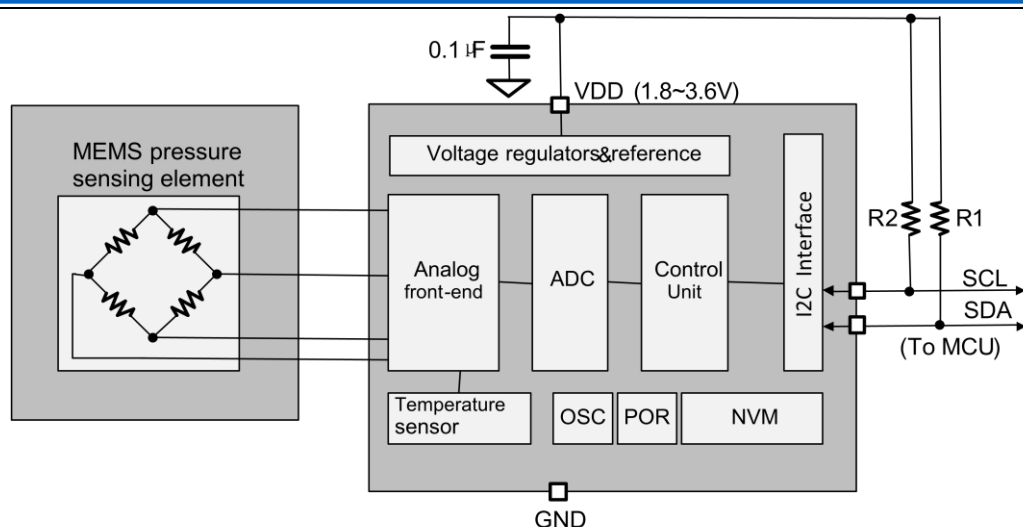 0.1 µF
VDD (1.8~3.6V)
MEMS pressure
sensing element
Voltage regulators&reference
R2
R1
Analog
front-end
ADC
Control
Unit
I2C Interface
SCL
SDA
(To MCU)
Temperature
sensor
OSC
POR
NVM
GND